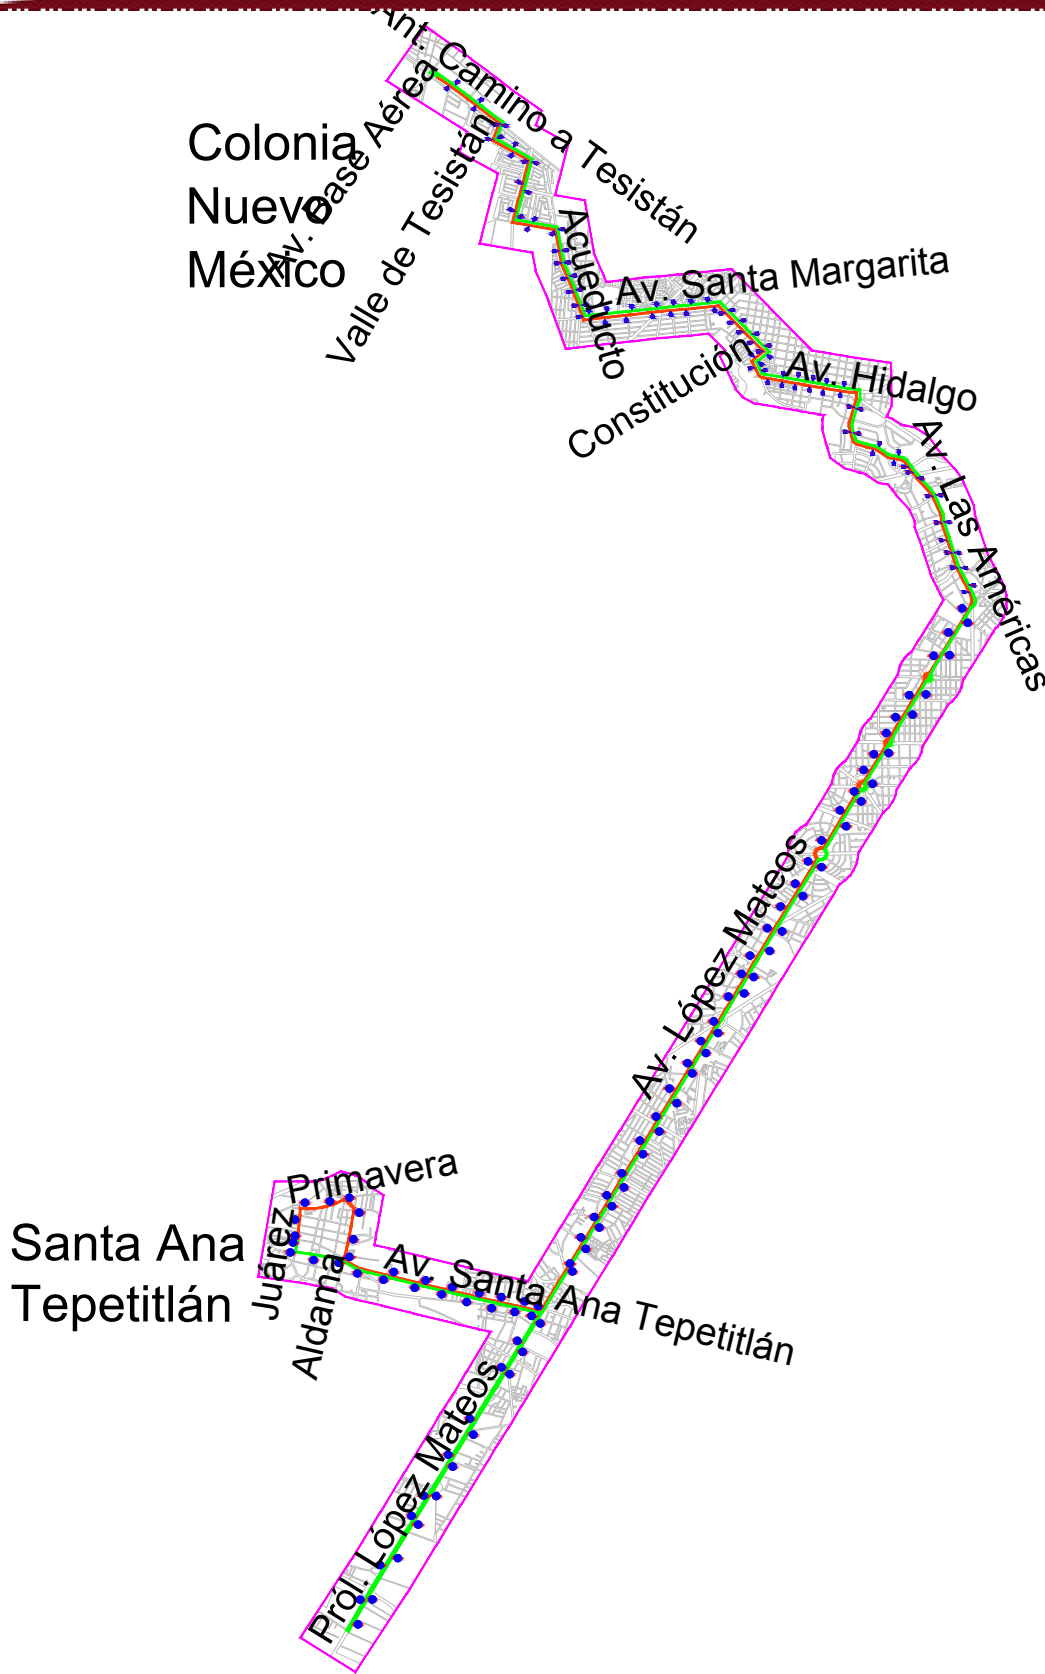 Ant. Camino a Tesistán
Colonia
Nuevo
México
Av. Base Aérea
Valle de Tesistán
Acueducto
Av. Santa Margarita
Constitución
Av. Hidalgo
Av. Las Américas
Av. López Mateos
Primavera
Santa Ana
Tepetitlán
Juárez
Aldama
Av. Santa Ana Tepetitlán
Pról. López Mateos